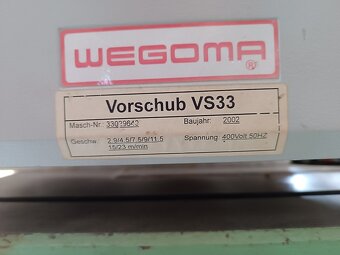 WEGOMA ®
Vorschub VS33
Masch-Nr. 33029643 Baujahr: 2002
Geschw.: 2,9/4,5/7,5/9/11,5 Spannung: 400Volt 50HZ
15/23 m/min